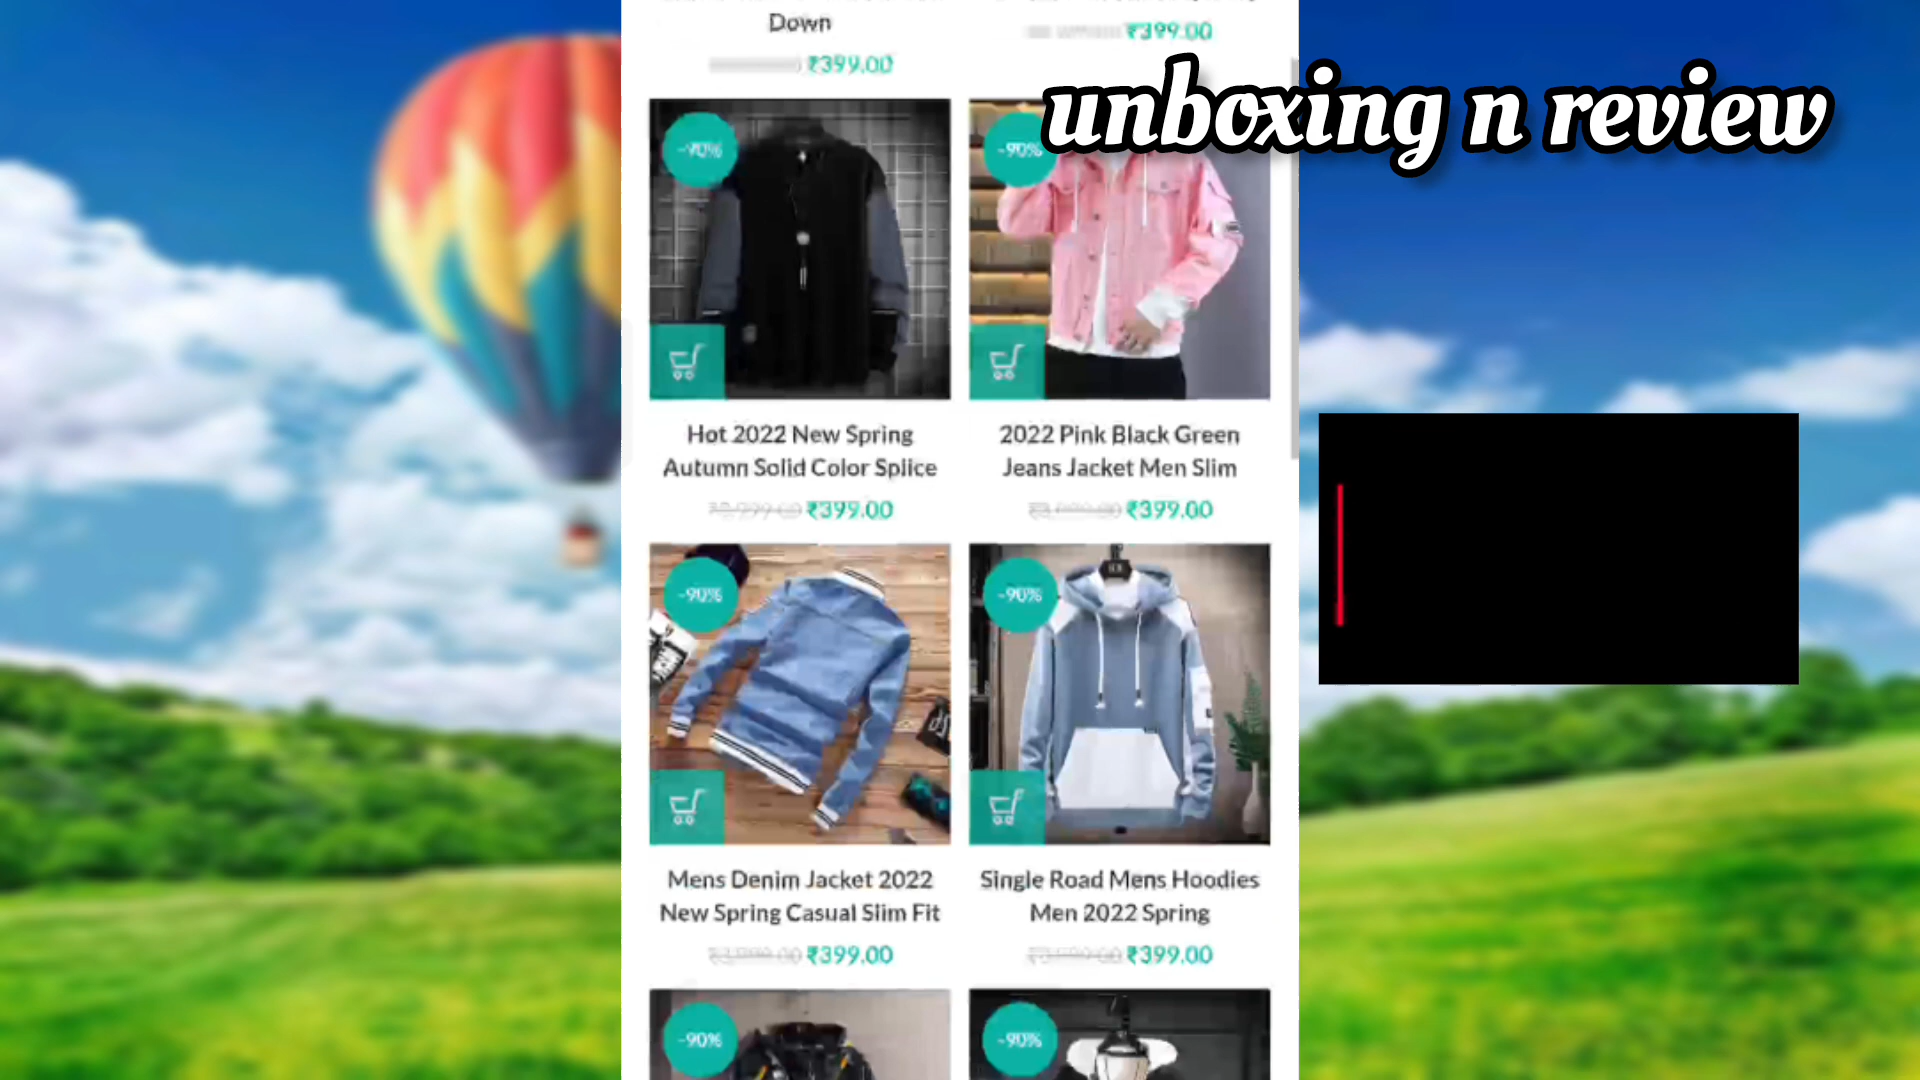 Down
₹399.00
₹399.00
unboxing n review
-90%
-90%
Hot 2022 New Spring
Autumn Solid Color Splice
₹399.00
2022 Pink Black Green
Jeans Jacket Men Slim
₹399.00
-90%
-90%
Mens Denim Jacket 2022
New Spring Casual Slim Fit
₹399.00
Single Road Mens Hoodies
Men 2022 Spring
₹399.00
-90%
-90%